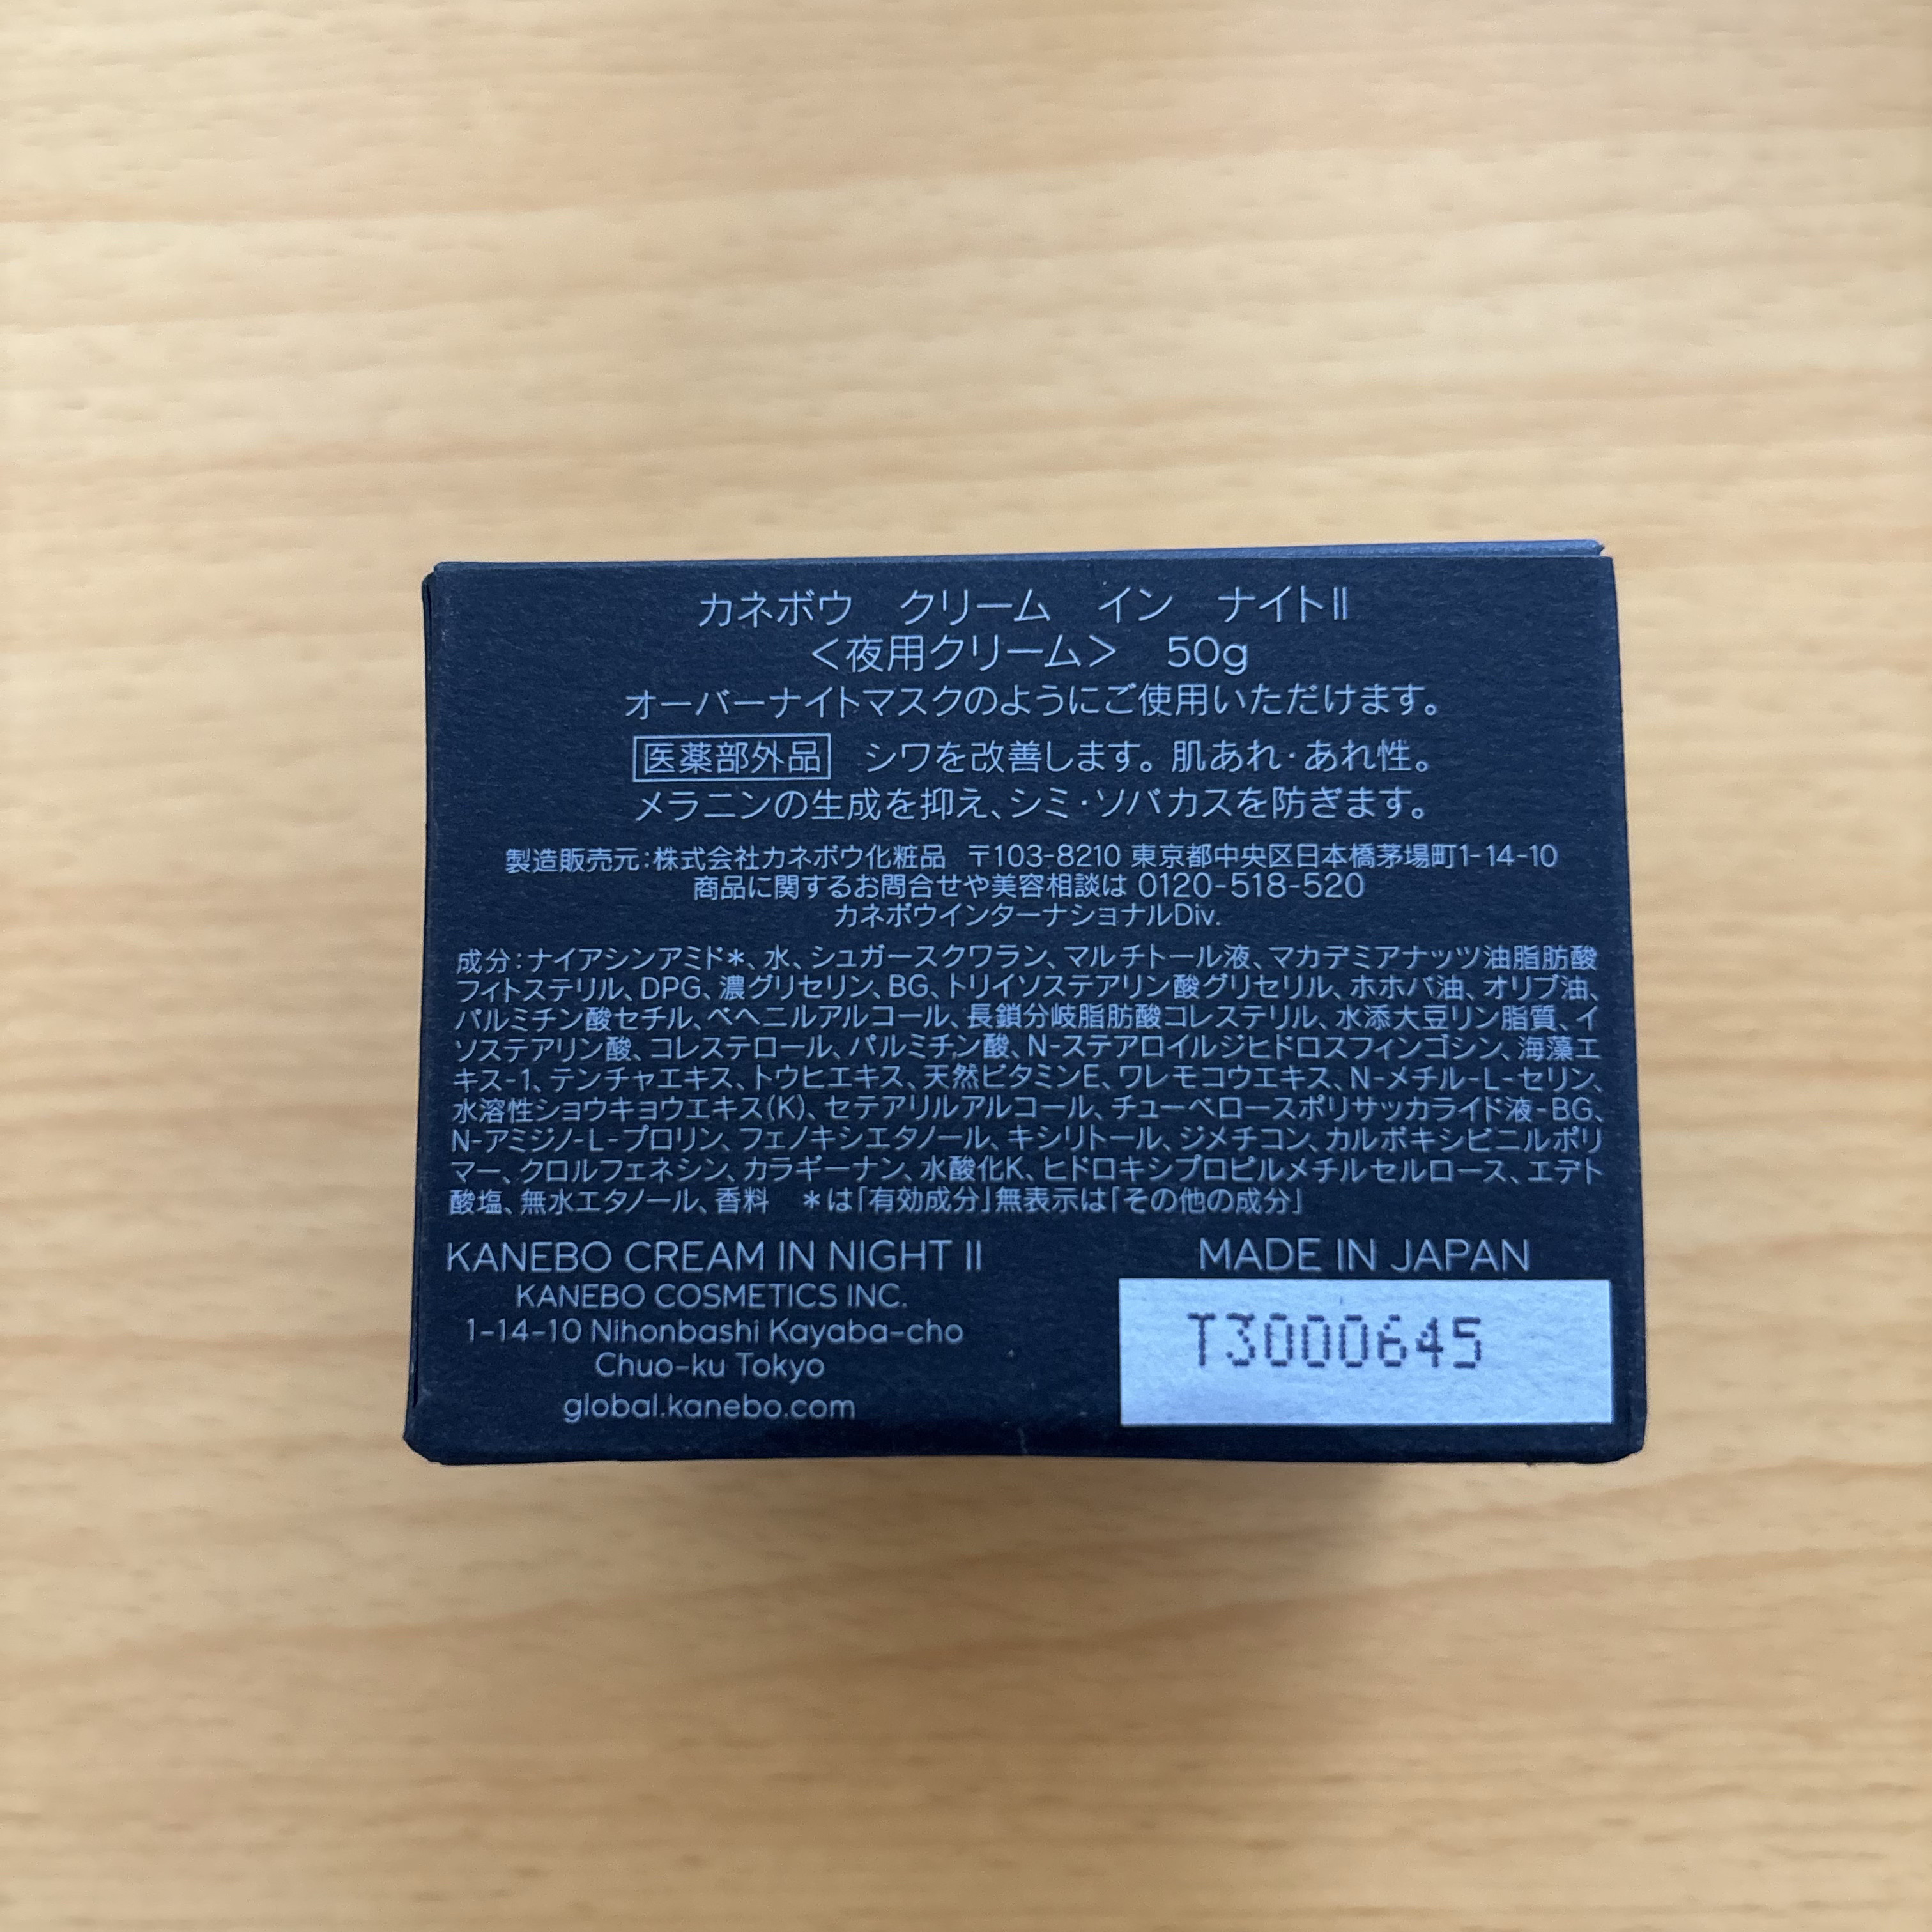 カネボウ　クリーム　イン　ナイトⅡ
＜夜用クリーム＞　50g
オーバーナイトマスクのようにご使用いただけます。
医薬部外品　シワを改善します。肌あれ・あれ性。
メラニンの生成を抑え、シミ・ソバカスを防ぎます。
製造販売元：株式会社カネボウ化粧品　〒103-8210 東京都中央区日本橋茅場町1-14-10
商品に関するお問合せや美容相談は 0120-518-520
カネボウインターナショナルDiv.
成分：ナイアシンアミド＊、水、シュガースクワラン、マルチトール液、マカデミアナッツ油脂肪酸
フィトステリル、DPG、濃グリセリン、BG、トリイソステアリン酸グリセリル、ホホバ油、オリブ油、
パルミチン酸セチル、ベヘニルアルコール、長鎖分岐脂肪酸コレステリル、水添大豆リン脂質、イ
ソステアリン酸、コレステロール、パルミチン酸、N-ステアロイルジヒドロスフィンゴシン、海藻エ
キス-1、テンチャエキス、トウヒエキス、天然ビタミンE、ワレモコウエキス、N-メチル-L-セリン、
水溶性ショウキョウエキス(K)、セテアリルアルコール、チューベロースポリサッカライド液-BG、
N-アミジノ-L-プロリン、フェノキシエタノール、キシリトール、ジメチコン、カルボキシビニルポリ
マー、クロルフェネシン、カラギーナン、水酸化K、ヒドロキシプロピルメチルセルロース、エデト
酸塩、無水エタノール、香料　＊は「有効成分」無表示は「その他の成分」
KANEBO CREAM IN NIGHT II
KANEBO COSMETICS INC.
1-14-10 Nihonbashi Kayaba-cho
Chuo-ku Tokyo
global.kanebo.com
MADE IN JAPAN
T3000645